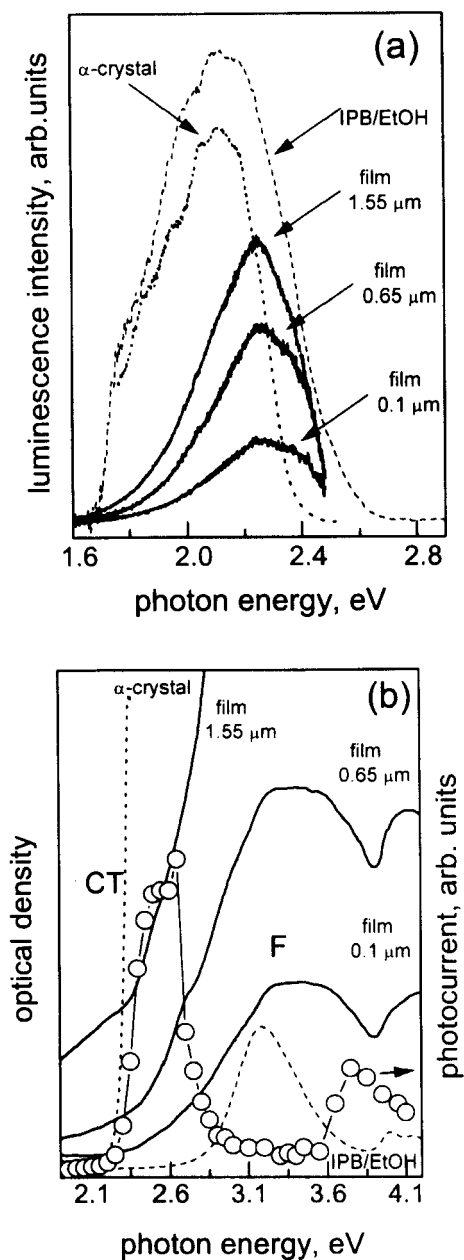 (a)
α-crystal
IPB/EtOH
film
1.55 μm
film
0.65 μm
film
0.1 μm
luminescence intensity, arb.units
1.6 2.0 2.4 2.8
photon energy, eV
(b)
α-crystal
film
1.55 μm
film
0.65 μm
CT
F
film
0.1 μm
IPB/EtOH
optical density
photocurrent, arb. units
2.1 2.6 3.1 3.6 4.1
photon energy, eV